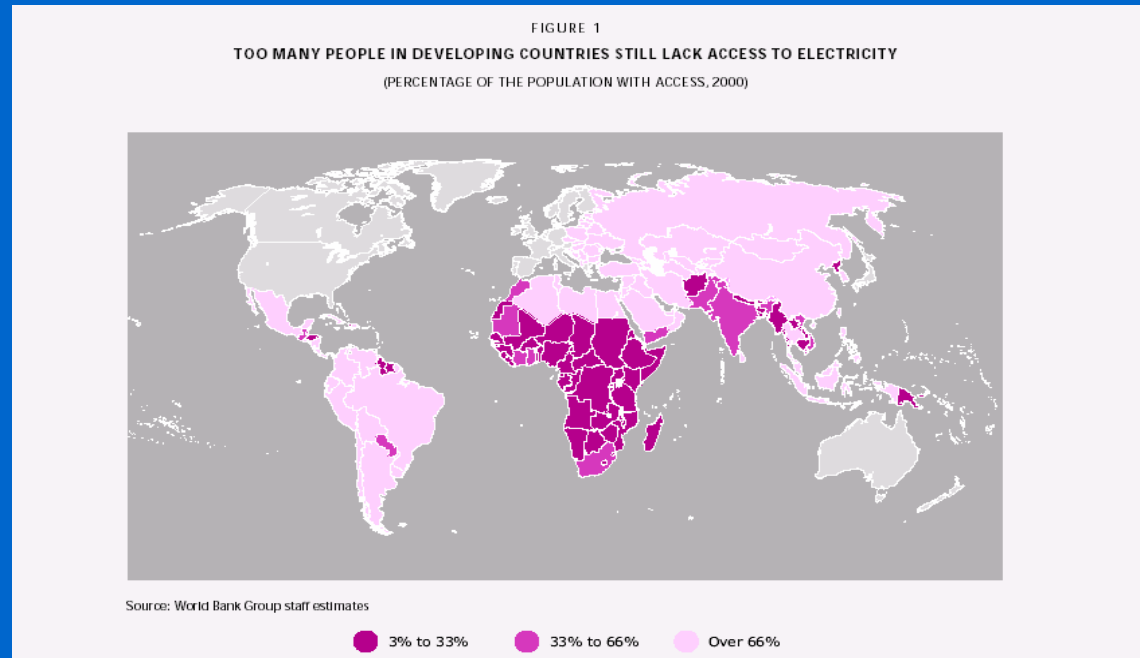 FIGURE 1
TOO MANY PEOPLE IN DEVELOPING COUNTRIES STILL LACK ACCESS TO ELECTRICITY
(PERCENTAGE OF THE POPULATION WITH ACCESS, 2000)
Source: World Bank Group staff estimates
3% to 33%
33% to 66%
Over 66%